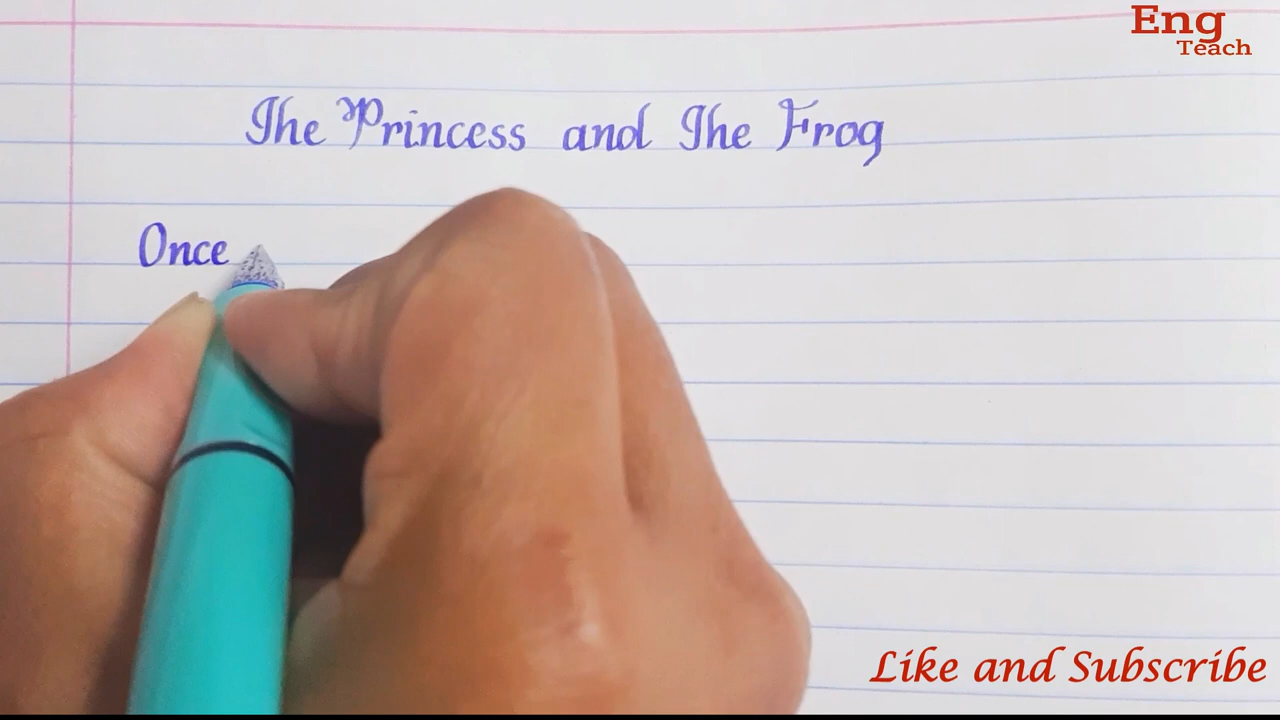 Eng
Teach
The Princess and The Frog
Once
Like and Subscribe